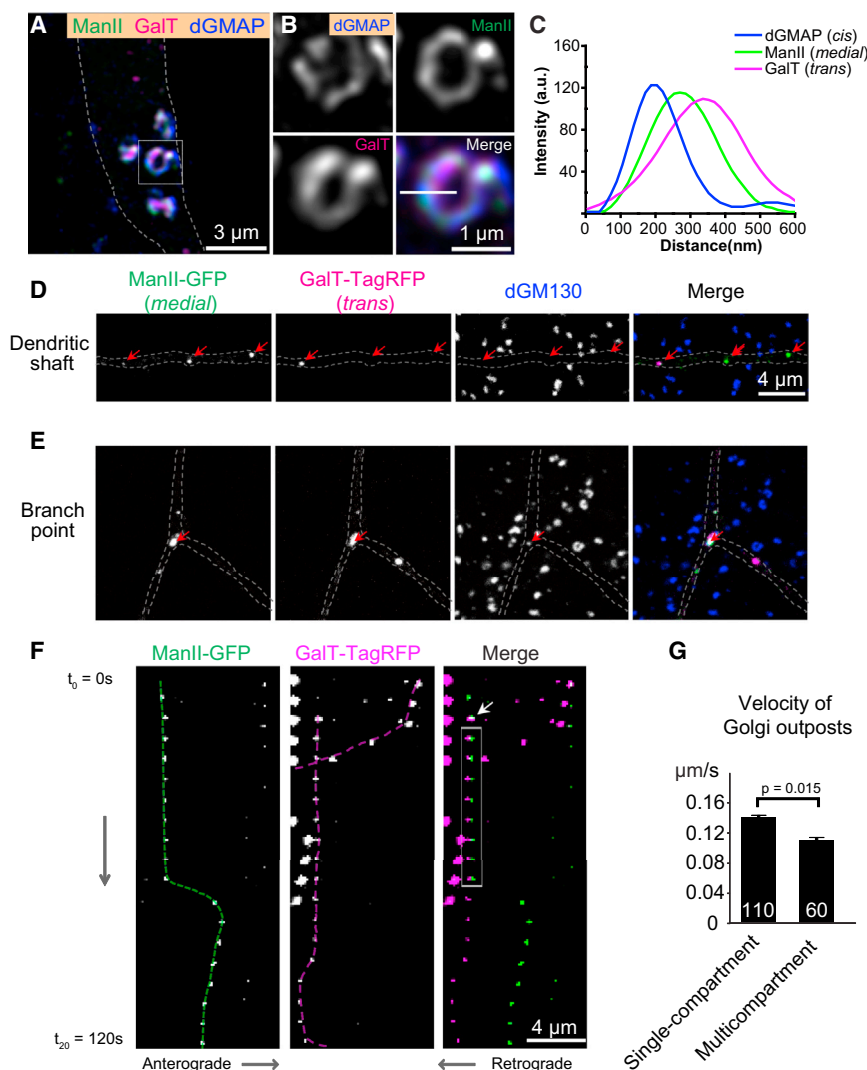 A
ManII GalT dGMAP
3 µm
B
dGMAP
ManII
GalT
Merge
1 µm
C
dGMAP (cis)
ManII (medial)
GalT (trans)
Intensity (a.u.)
160
120
80
40
0 100 200 300 400 500 600
Distance(nm)
D
ManII-GFP
(medial)
GalT-TagRFP
(trans)
dGM130
Merge
Dendritic
shaft
4 µm
E
Branch
point
F
ManII-GFP
GalT-TagRFP
Merge
t0 = 0s
t20 = 120s
4 µm
Anterograde
Retrograde
G
Velocity of
Golgi outposts
µm/s
p = 0.015
0.16
0.12
0.08
0.04
0
110
60
Single-compartment
Multicompartment